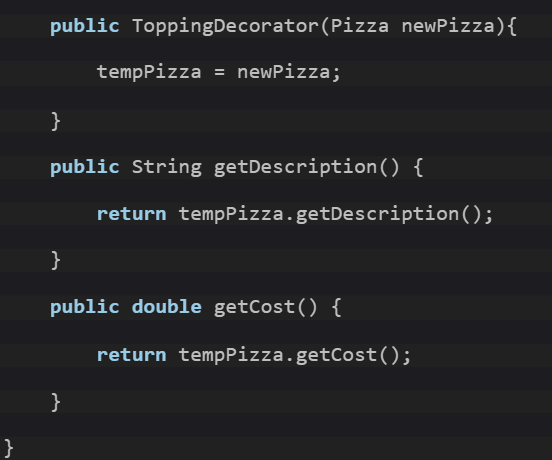 public ToppingDecorator(Pizza newPizza){
tempPizza = newPizza;
}
public String getDescription() {
return tempPizza.getDescription();
}
public double getCost() {
return tempPizza.getCost();
}
}